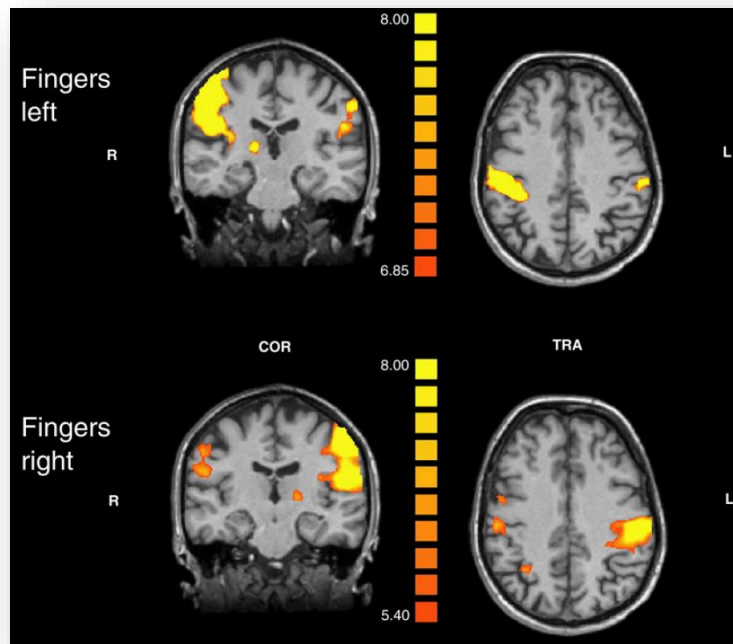 8.00
Fingers
left
R
L
6.85
COR
TRA
8.00
Fingers
right
R
L
5.40